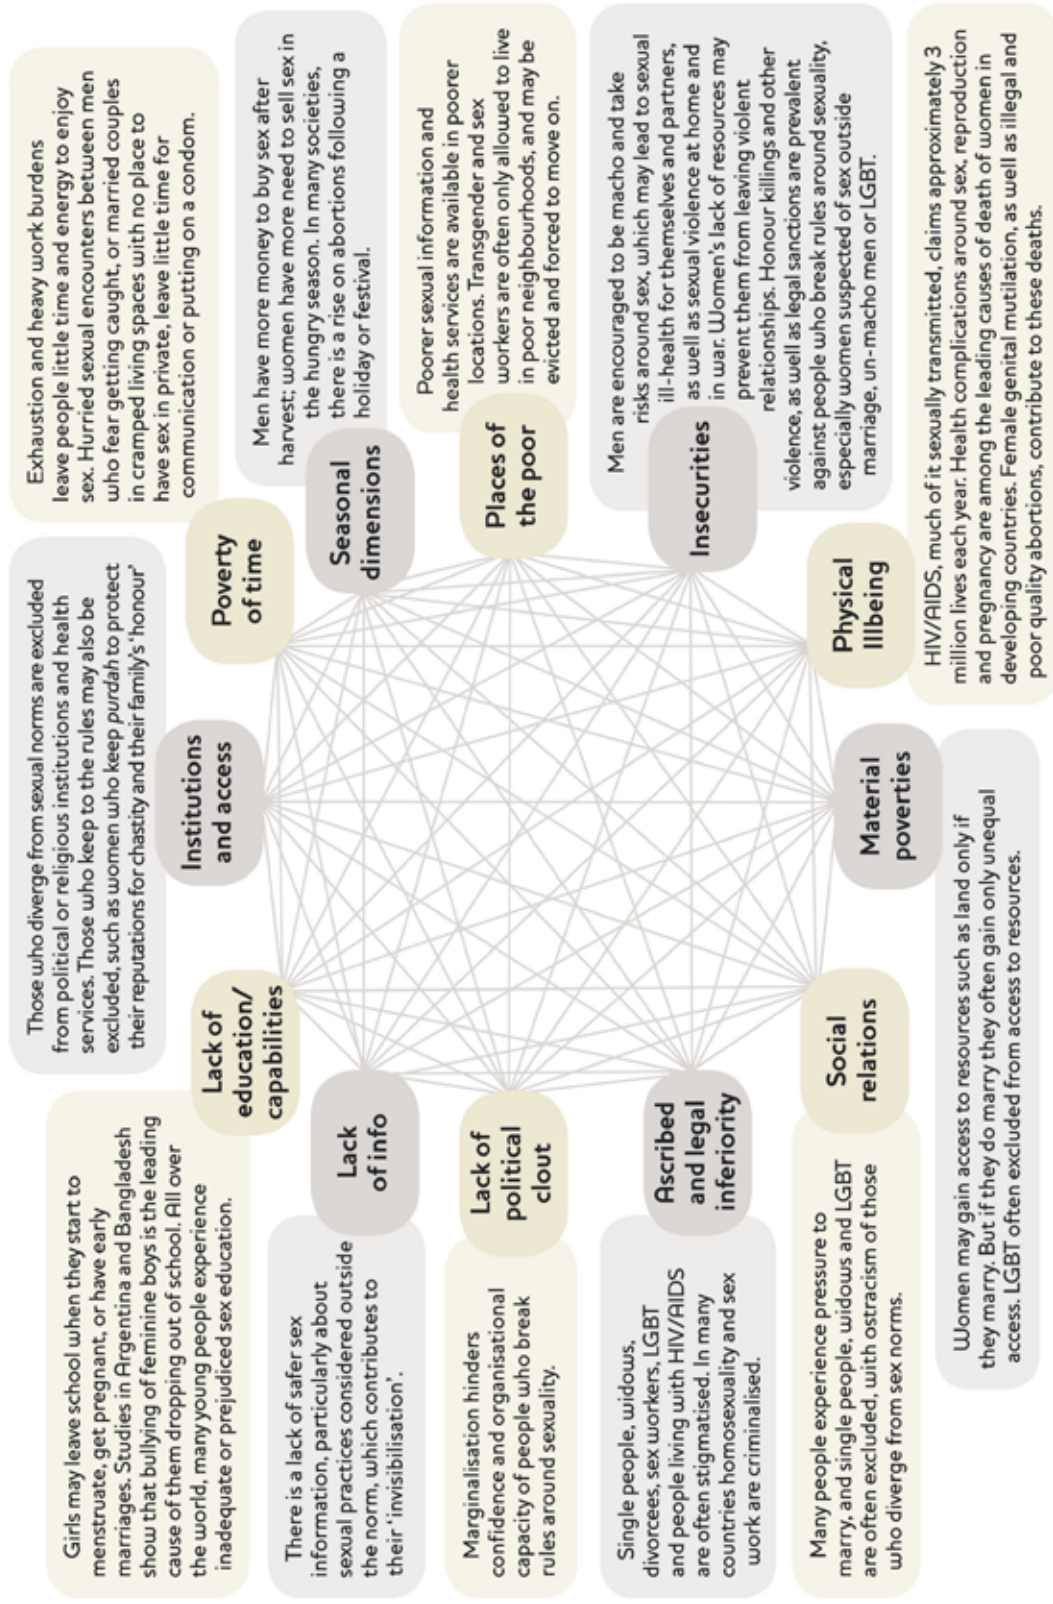 Institutions
and access
Those who diverge from sexual norms are excluded
from political or religious institutions and health
services. Those who keep to the rules may also be
excluded, such as women who keep purdah to protect
their reputations for chastity and their family's 'honour'
Poverty
of time
Exhaustion and heavy work burdens
leave people little time and energy to enjoy
sex. Hurried sexual encounters between men
who fear getting caught, or married couples
in cramped living spaces with no place to
have sex in private, leave little time for
communication or putting on a condom.
Seasonal
dimensions
Men have more money to buy sex after
harvest; women have more need to sell sex in
the hungry season. In many societies,
there is a rise on abortions following a
holiday or festival.
Places of
the poor
Poorer sexual information and
health services are available in poorer
locations. Transgender and sex
workers are often only allowed to live
in poor neighbourhoods, and may be
evicted and forced to move on.
Insecurities
Men are encouraged to be macho and take
risks around sex, which may lead to sexual
ill-health for themselves and partners,
as well as sexual violence at home and
in war. Women's lack of resources may
prevent them from leaving violent
relationships. Honour killings and other
violence, as well as legal sanctions are prevalent
against people who break rules around sexuality,
especially women suspected of sex outside
marriage, un-macho men or LGBT.
Physical
Illbeing
HIV/AIDS, much of it sexually transmitted, claims approximately 3
million lives each year. Health complications around sex, reproduction
and pregnancy are among the leading causes of death of women in
developing countries. Female genital mutilation, as well as illegal and
poor quality abortions, contribute to these deaths.
Material
poverties
Women may gain access to resources such as land only if
they marry. But if they do marry they often gain only unequal
access. LGBT often excluded from access to resources.
Social
relations
Many people experience pressure to
marry, and single people, widows and LGBT
are often excluded, with ostracism of those
who diverge from sex norms.
Ascribed
and legal
inferiority
Single people, widows,
divorcees, sex workers, LGBT
and people living with HIV/AIDS
are often stigmatised. In many
countries homosexuality and sex
work are criminalised.
Lack of
political
clout
Marginalisation hinders
confidence and organisational
capacity of people who break
rules around sexuality.
Lack
of info
There is a lack of safer sex
information, particularly about
sexual practices considered outside
the norm, which contributes to
their 'invisibilisation'.
Lack of
education/
capabilities
Girls may leave school when they start to
menstruate, get pregnant, or have early
marriages. Studies in Argentina and Bangladesh
show that bullying of feminine boys is the leading
cause of them dropping out of school. All over
the world, many young people experience
inadequate or prejudiced sex education.